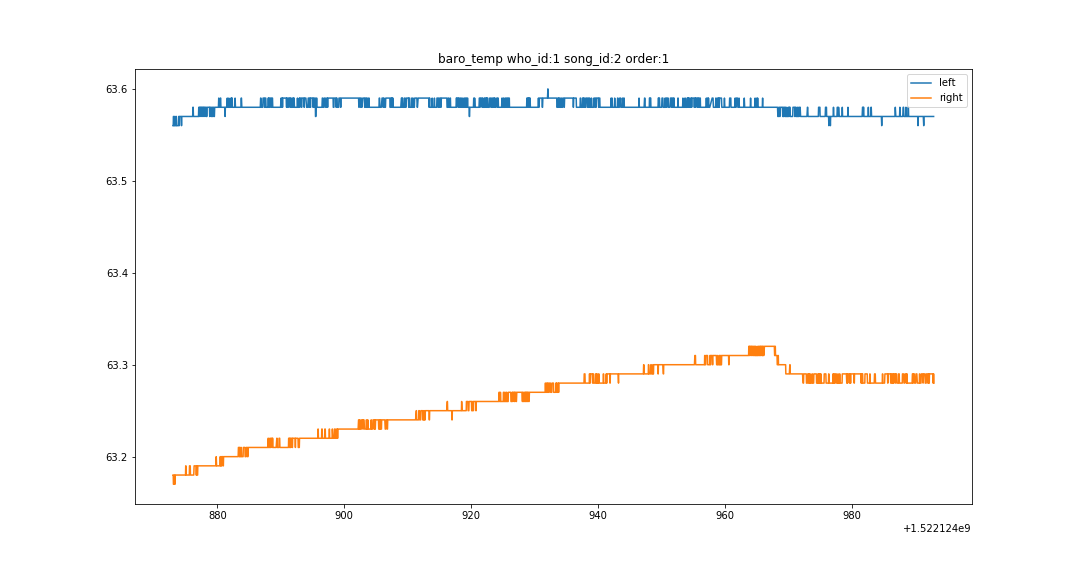 baro_temp who_id:1 song_id:2 order:1
left
right
63.6
63.5
63.4
63.3
63.2
880
900
920
940
960
980
+1.522124e9